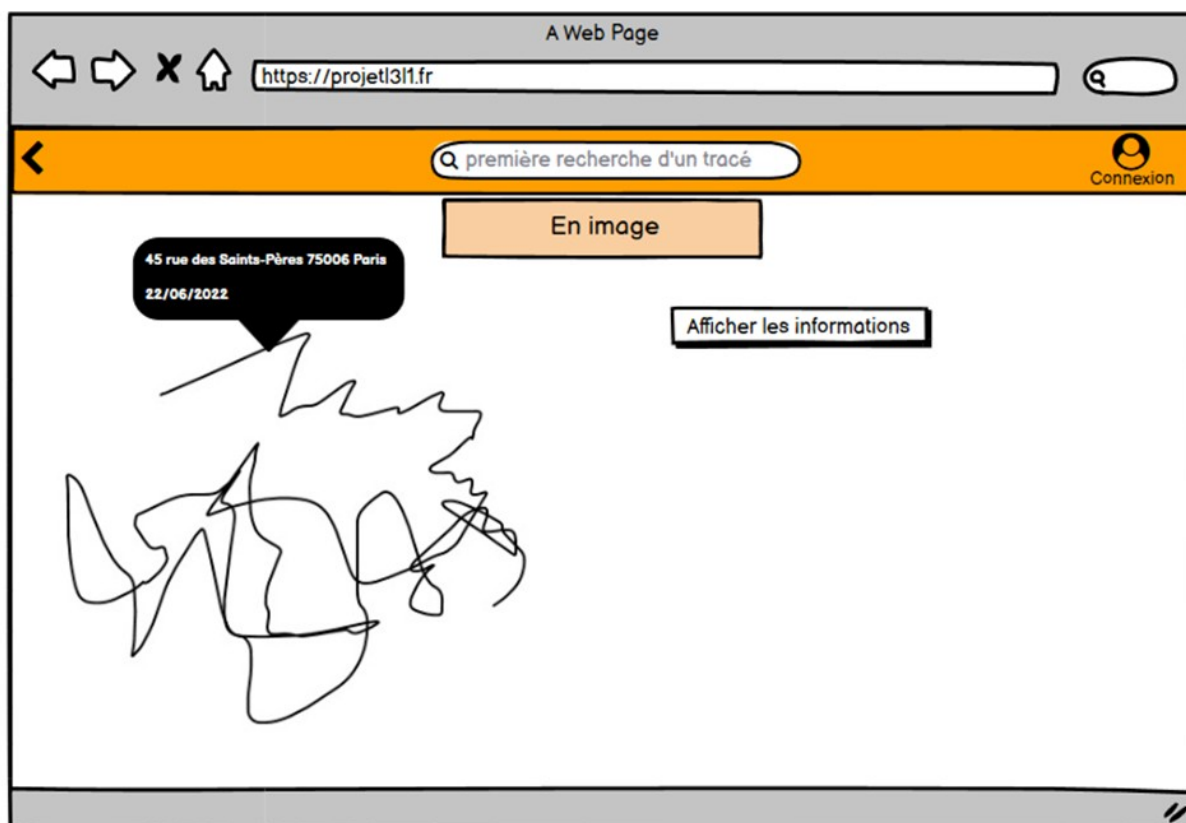 A Web Page
https://projetl3l1.fr
première recherche d'un tracé
Connexion
En image
45 rue des Saints-Pères 75006 Paris
22/06/2022
Afficher les informations